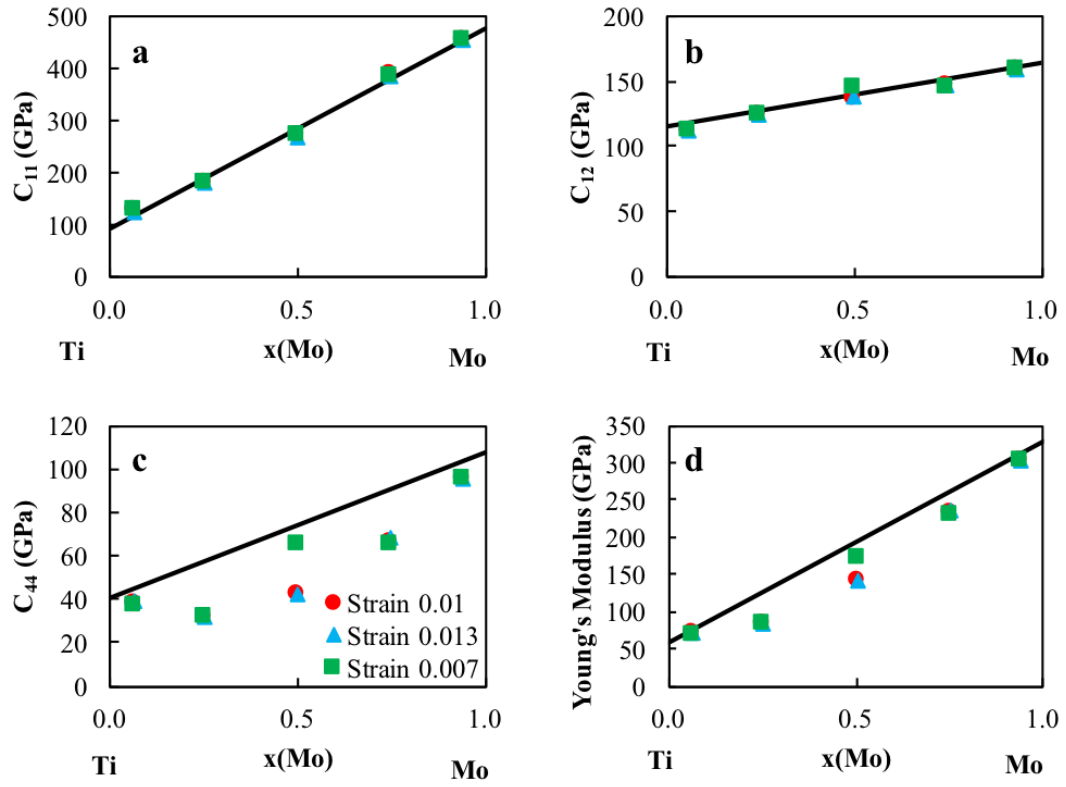 a
500
400
300
200
100
0
C11 (GPa)
0.0 0.5 1.0
Ti x(Mo) Mo
b
200
150
100
50
0
C12 (GPa)
0.0 0.5 1.0
Ti x(Mo) Mo
c
120
100
80
60
40
20
0
C44 (GPa)
Strain 0.01
Strain 0.013
Strain 0.007
0.0 0.5 1.0
Ti x(Mo) Mo
d
350
300
250
200
150
100
50
0
Young's Modulus (GPa)
0.0 0.5 1.0
Ti x(Mo) Mo